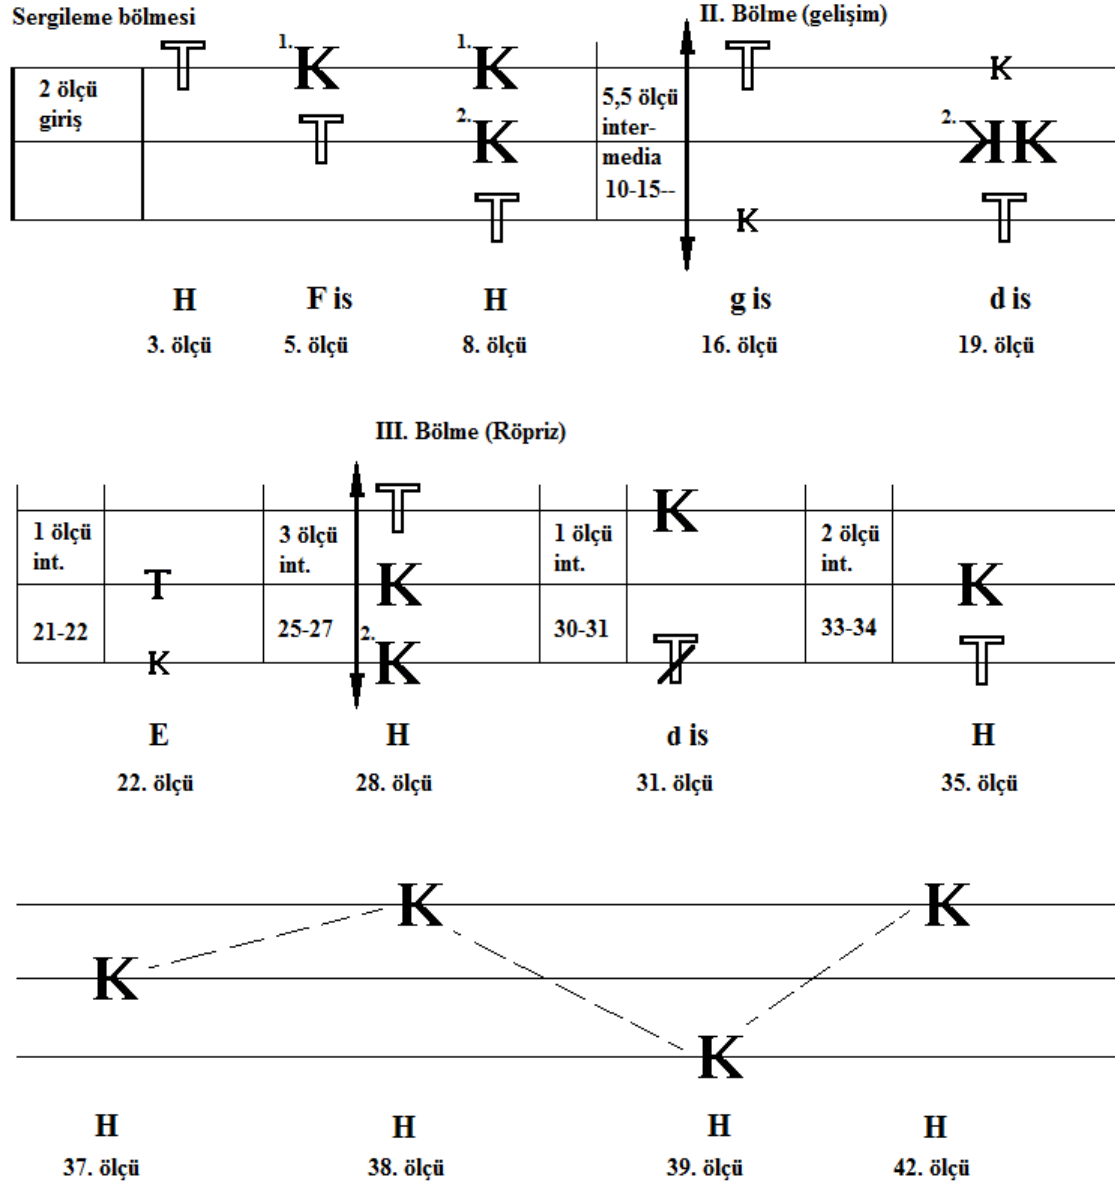 Sergileme bölmesi
II. Bölme (gelişim)
T 1. K 1. K T K
2 ölçü
giriş
5,5 ölçü
inter-
media
10-15--
T 2. K 2. K K
T K T
H F is H g is d is
3. ölçü 5. ölçü 8. ölçü 16. ölçü 19. ölçü
III. Bölme (Röpriz)
T K
1 ölçü
int.
3 ölçü
int.
1 ölçü
int.
2 ölçü
int.
T K K
21-22 25-27 30-31 33-34
K 2. K T T
E H d is H
22. ölçü 28. ölçü 31. ölçü 35. ölçü
K K
K
K
H H H H
37. ölçü 38. ölçü 39. ölçü 42. ölçü